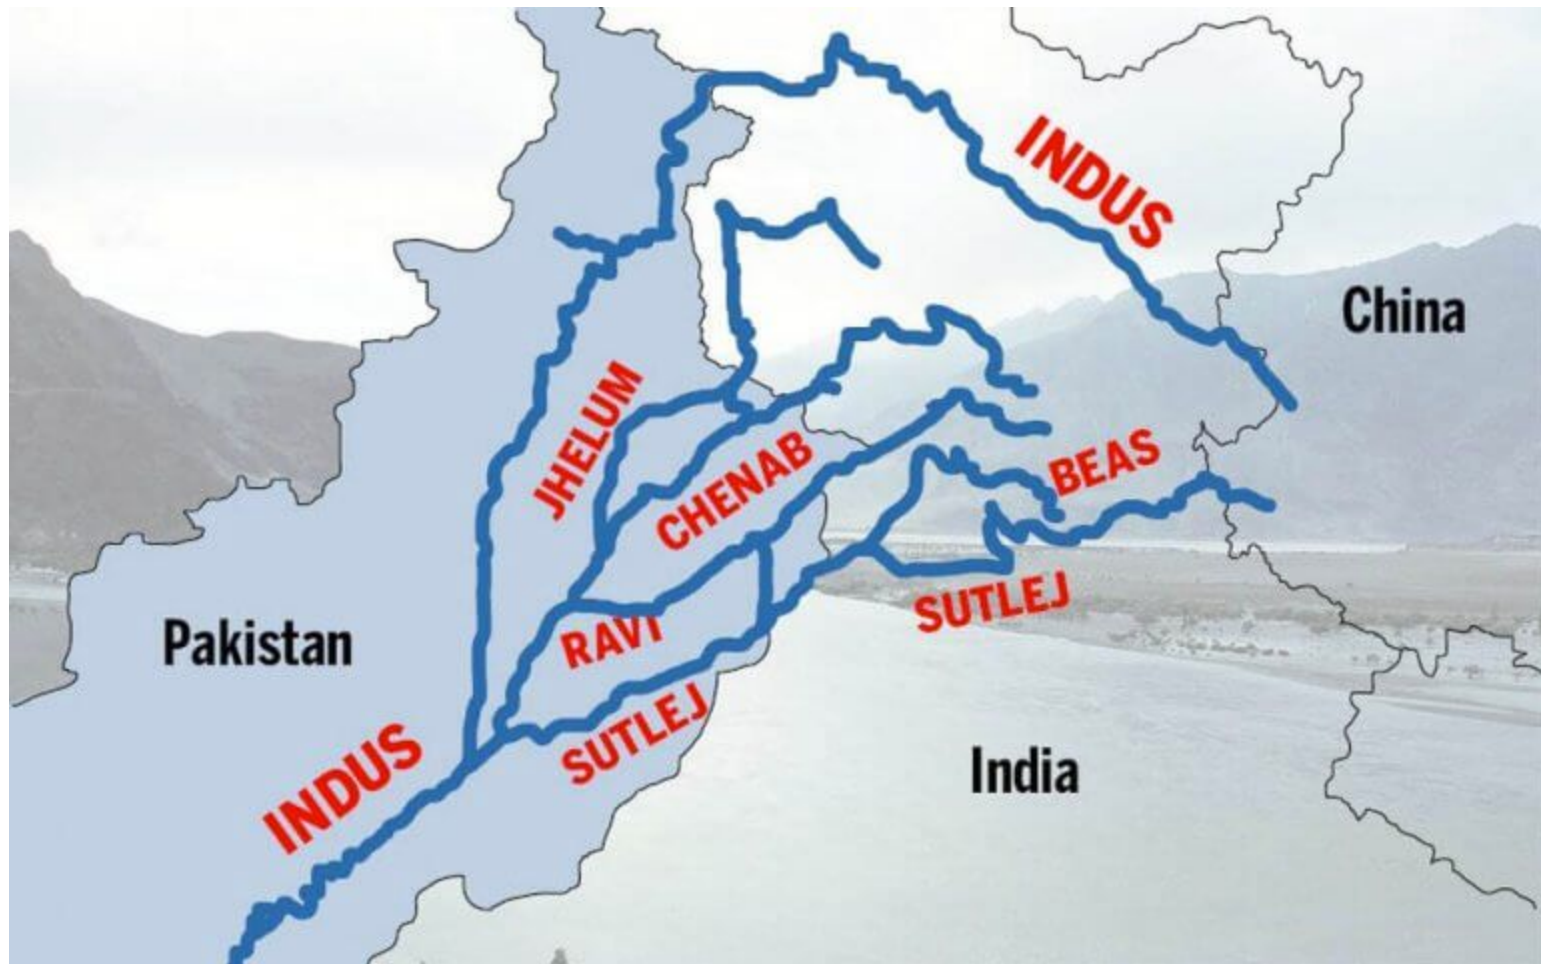 INDUS
China
JHELUM
CHENAB
BEAS
SUTLEJ
RAVI
Pakistan
SUTLEJ
INDUS
India